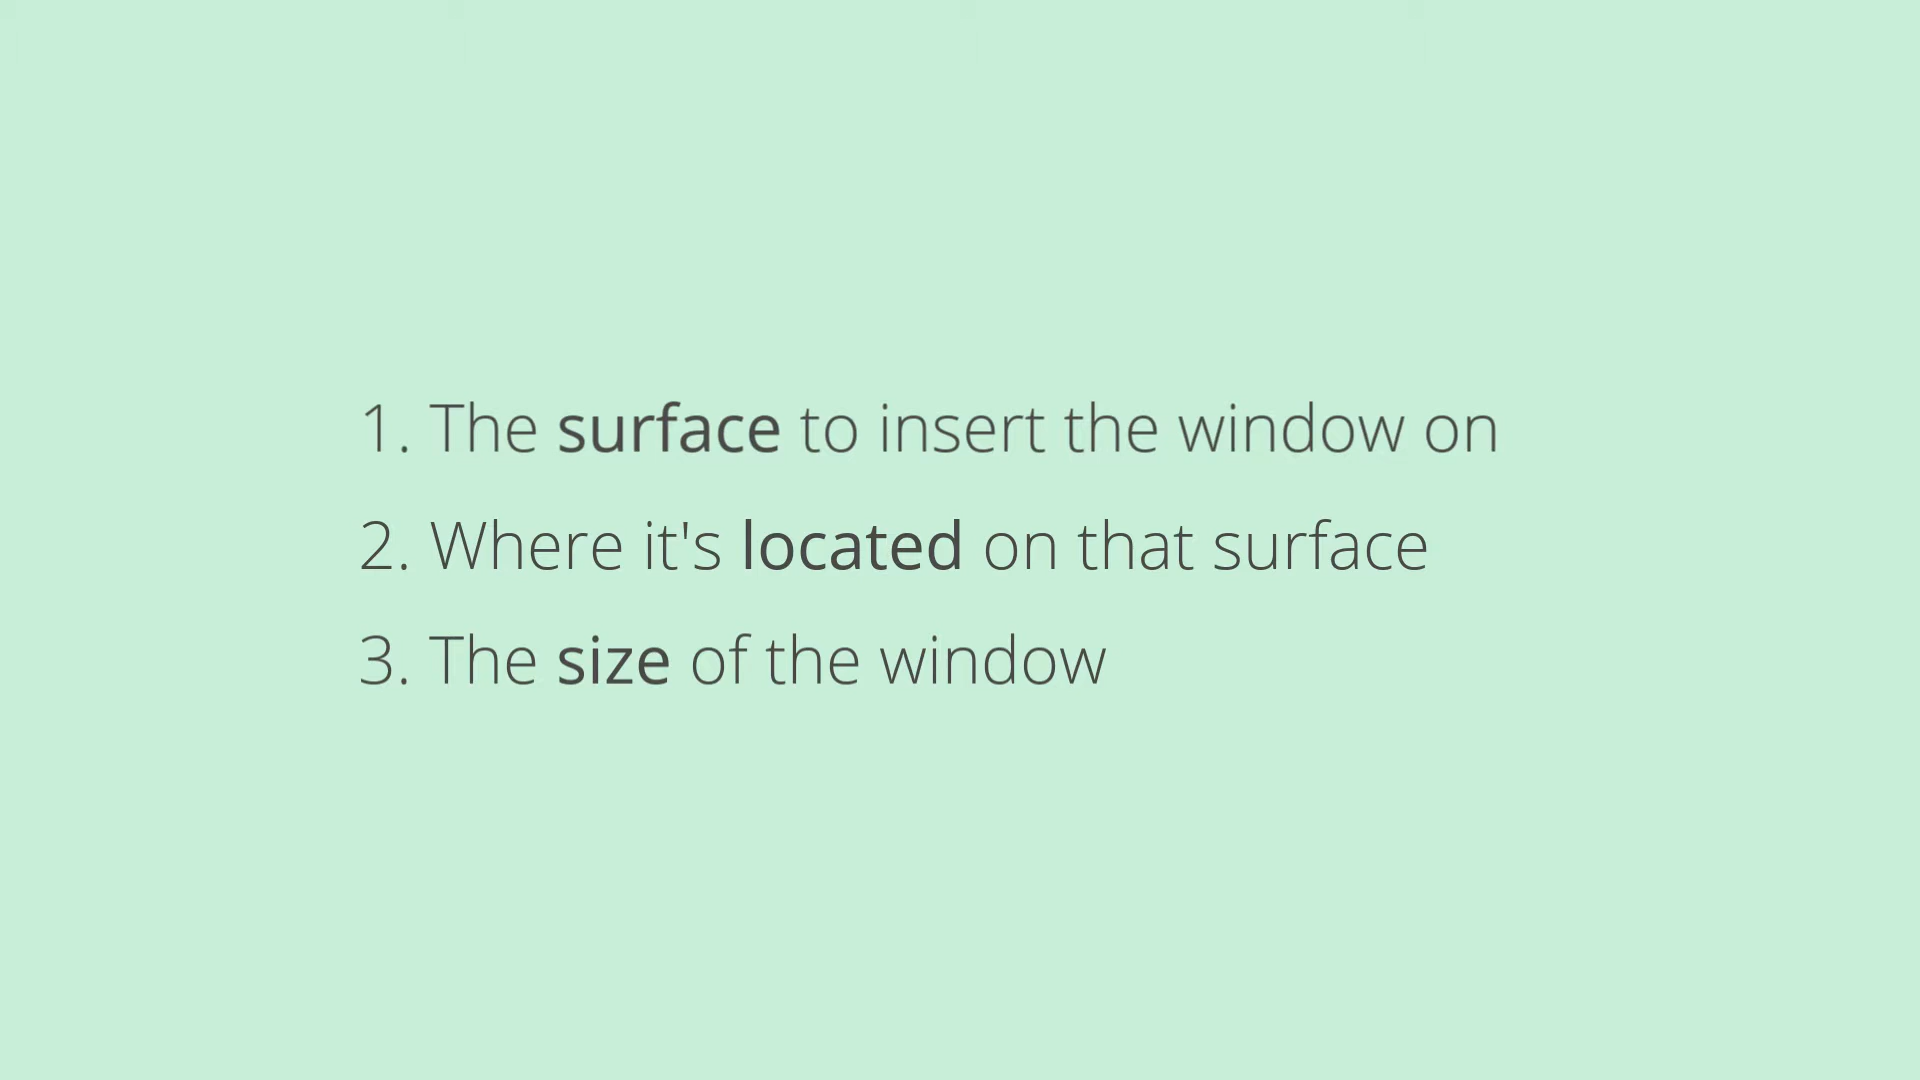 1. The surface to insert the window on
2. Where it's located on that surface
3. The size of the window